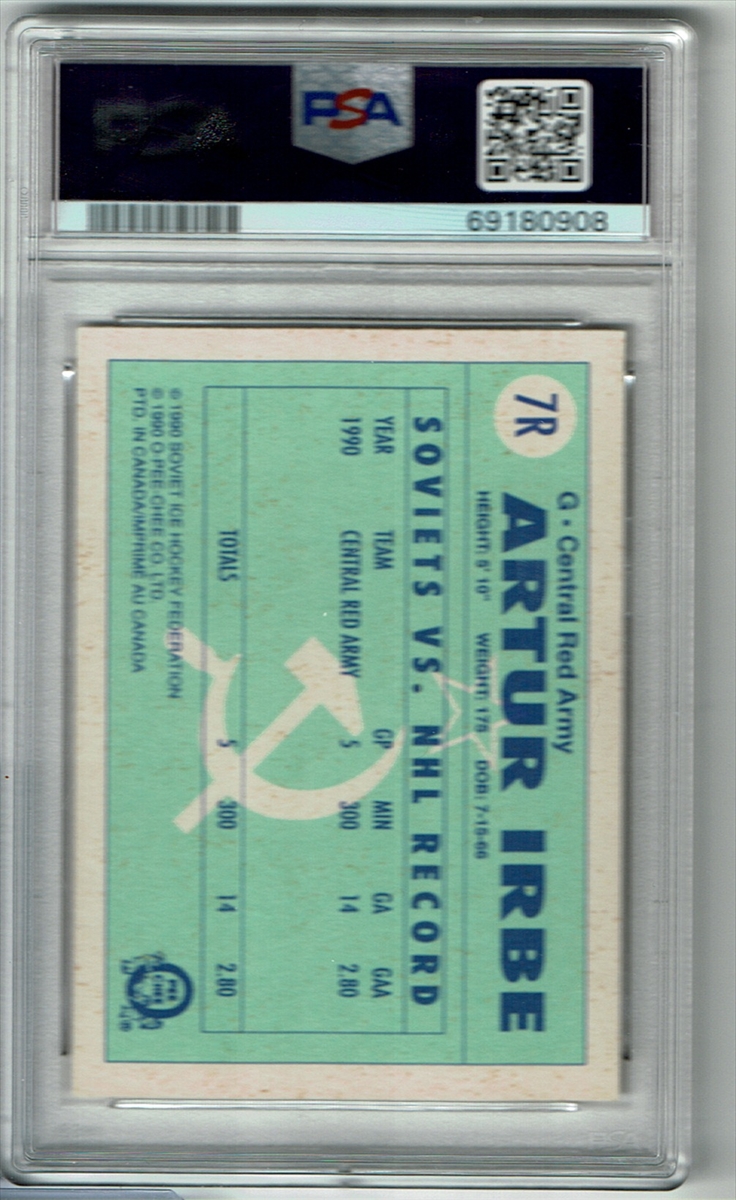 PSA
69180908
7R
G • Central Red Army
ARTUR IRBE
HEIGHT: 5' 10" WEIGHT: 175 DOB: 7-15-66
SOVIETS VS. NHL RECORD
YEAR TEAM GP MIN GA GAA
1990 CENTRAL RED ARMY 5 300 14 2.80
TOTALS 5 300 14 2.80
© 1990 SOVIET ICE HOCKEY FEDERATION
© 1990 O-PEE-CHEE CO. LTD.
PTD. IN CANADA/IMPRIMÉ AU CANADA
O PEE CHEE